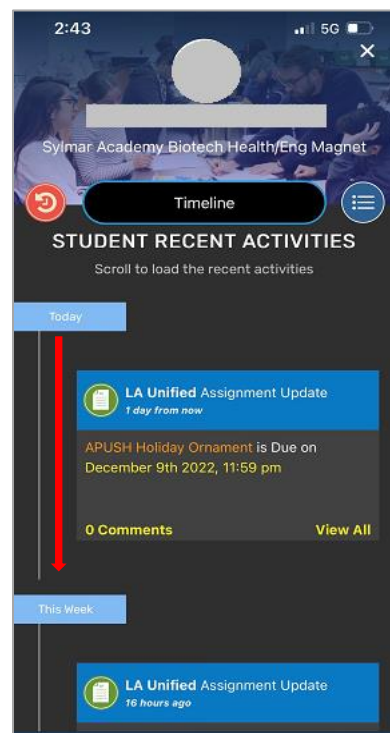 2:43
5G
Sylmar Academy Biotech Health/Eng Magnet
Timeline
STUDENT RECENT ACTIVITIES
Scroll to load the recent activities
Today
LA Unified Assignment Update
1 day from now
APUSH Holiday Ornament is Due on
December 9th 2022, 11:59 pm
0 Comments View All
This Week
LA Unified Assignment Update
16 hours ago